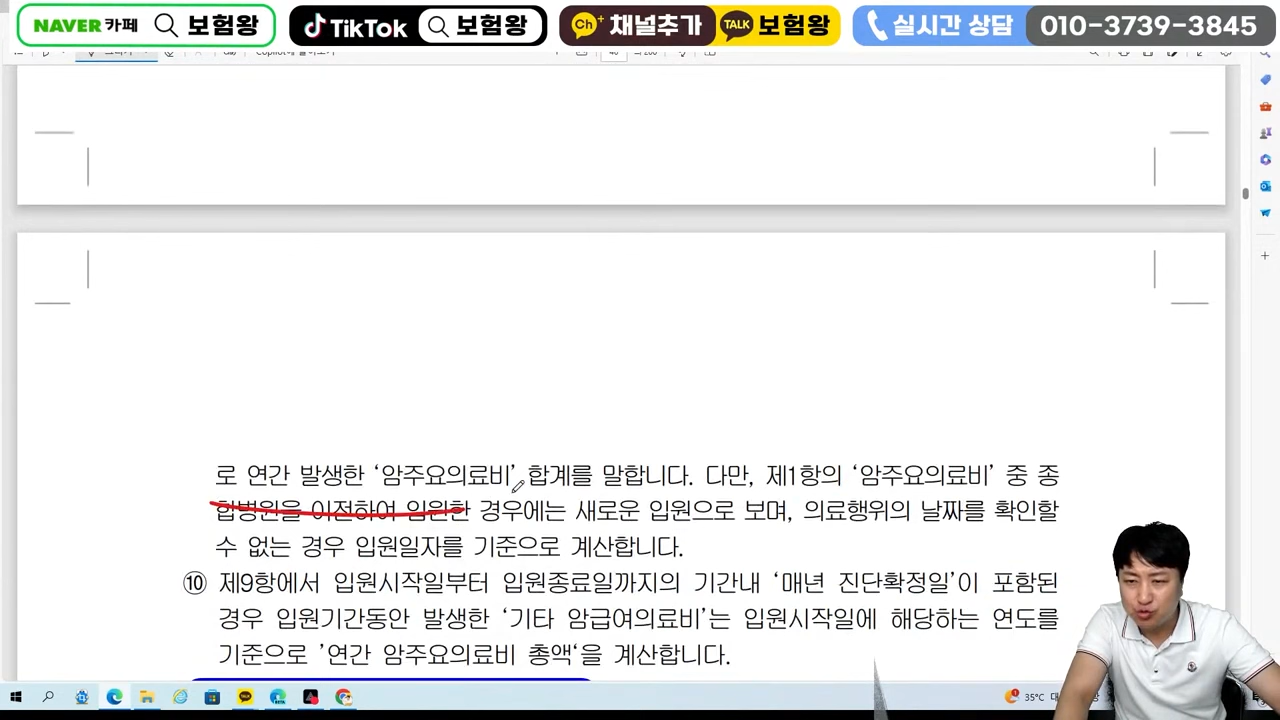 NAVER 카페 보험왕
TikTok 보험왕
Ch+ 채널추가 TALK 보험왕
실시간 상담 010-3739-3845
로 연간 발생한 ‘암주요의료비’ 합계를 말합니다. 다만, 제1항의 ‘암주요의료비’ 중 종
합병원을 이전하여 입원한 경우에는 새로운 입원으로 보며, 의료행위의 날짜를 확인할
수 없는 경우 입원일자를 기준으로 계산합니다.
⑩ 제9항에서 입원시작일부터 입원종료일까지의 기간내 ‘매년 진단확정일’이 포함된
경우 입원기간동안 발생한 ‘기타 암급여의료비’는 입원시작일에 해당하는 연도를
기준으로 ’연간 암주요의료비 총액‘을 계산합니다.
TALK 35°C